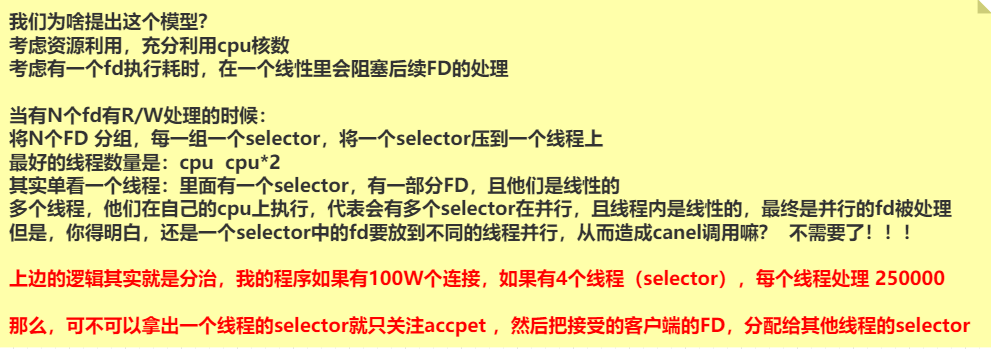 我们为啥提出这个模型？
考虑资源利用，充分利用cpu核数
考虑有一个fd执行耗时，在一个线性里会阻塞后续FD的处理
当有N个fd有R/W处理的时候：
将N个FD 分组，每一组一个selector，将一个selector压到一个线程上
最好的线程数量是：cpu  cpu*2
其实单看一个线程：里面有一个selector，有一部分FD，且他们是线性的
多个线程，他们在自己的cpu上执行，代表会有多个selector在并行，且线程内是线性的，最终是并行的fd被处理
但是，你得明白，还是一个selector中的fd要放到不同的线程并行，从而造成canel调用嘛？  不需要了！！！
上边的逻辑其实就是分治，我的程序如果有100W个连接，如果有4个线程（selector），每个线程处理 250000
那么，可不可以拿出一个线程的selector就只关注accpet ，然后把接受的客户端的FD，分配给其他线程的selector